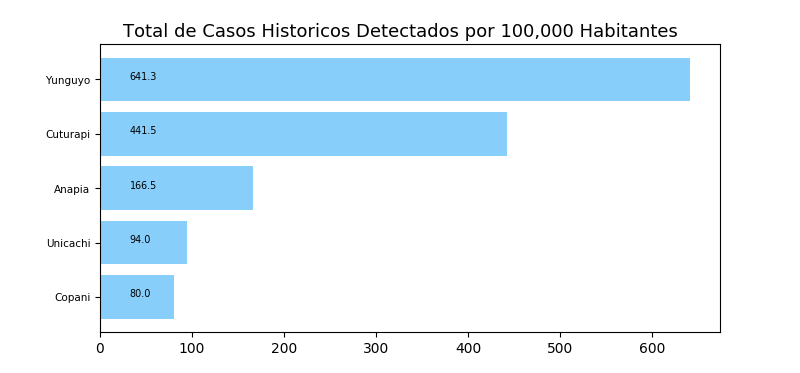 Total de Casos Historicos Detectados por 100,000 Habitantes
Yunguyo 641.3
Cuturapi 441.5
Anapia 166.5
Unicachi 94.0
Copani 80.0
0 100 200 300 400 500 600